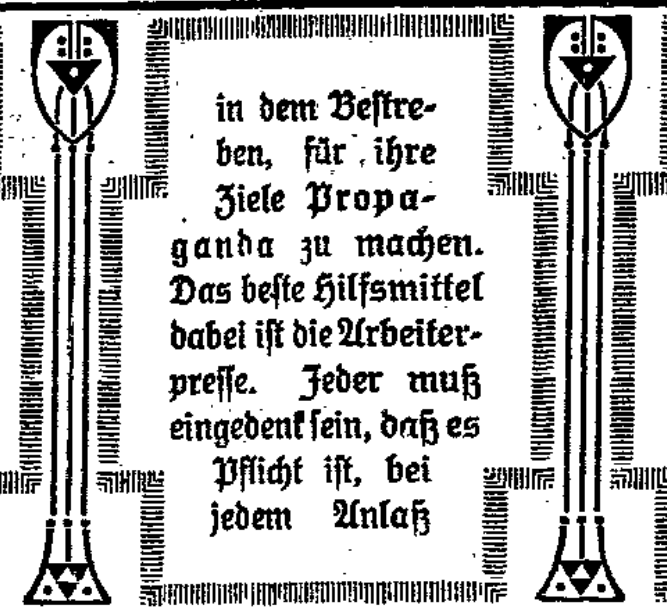 in dem Bestre-
ben, für ihre
Ziele Propa-
ganda zu machen.
Das beste Hilfsmittel
dabei ist die Arbeiter-
presse. Jeder muß
eingedenk sein, daß es
Pflicht ist, bei
jedem Anlaß